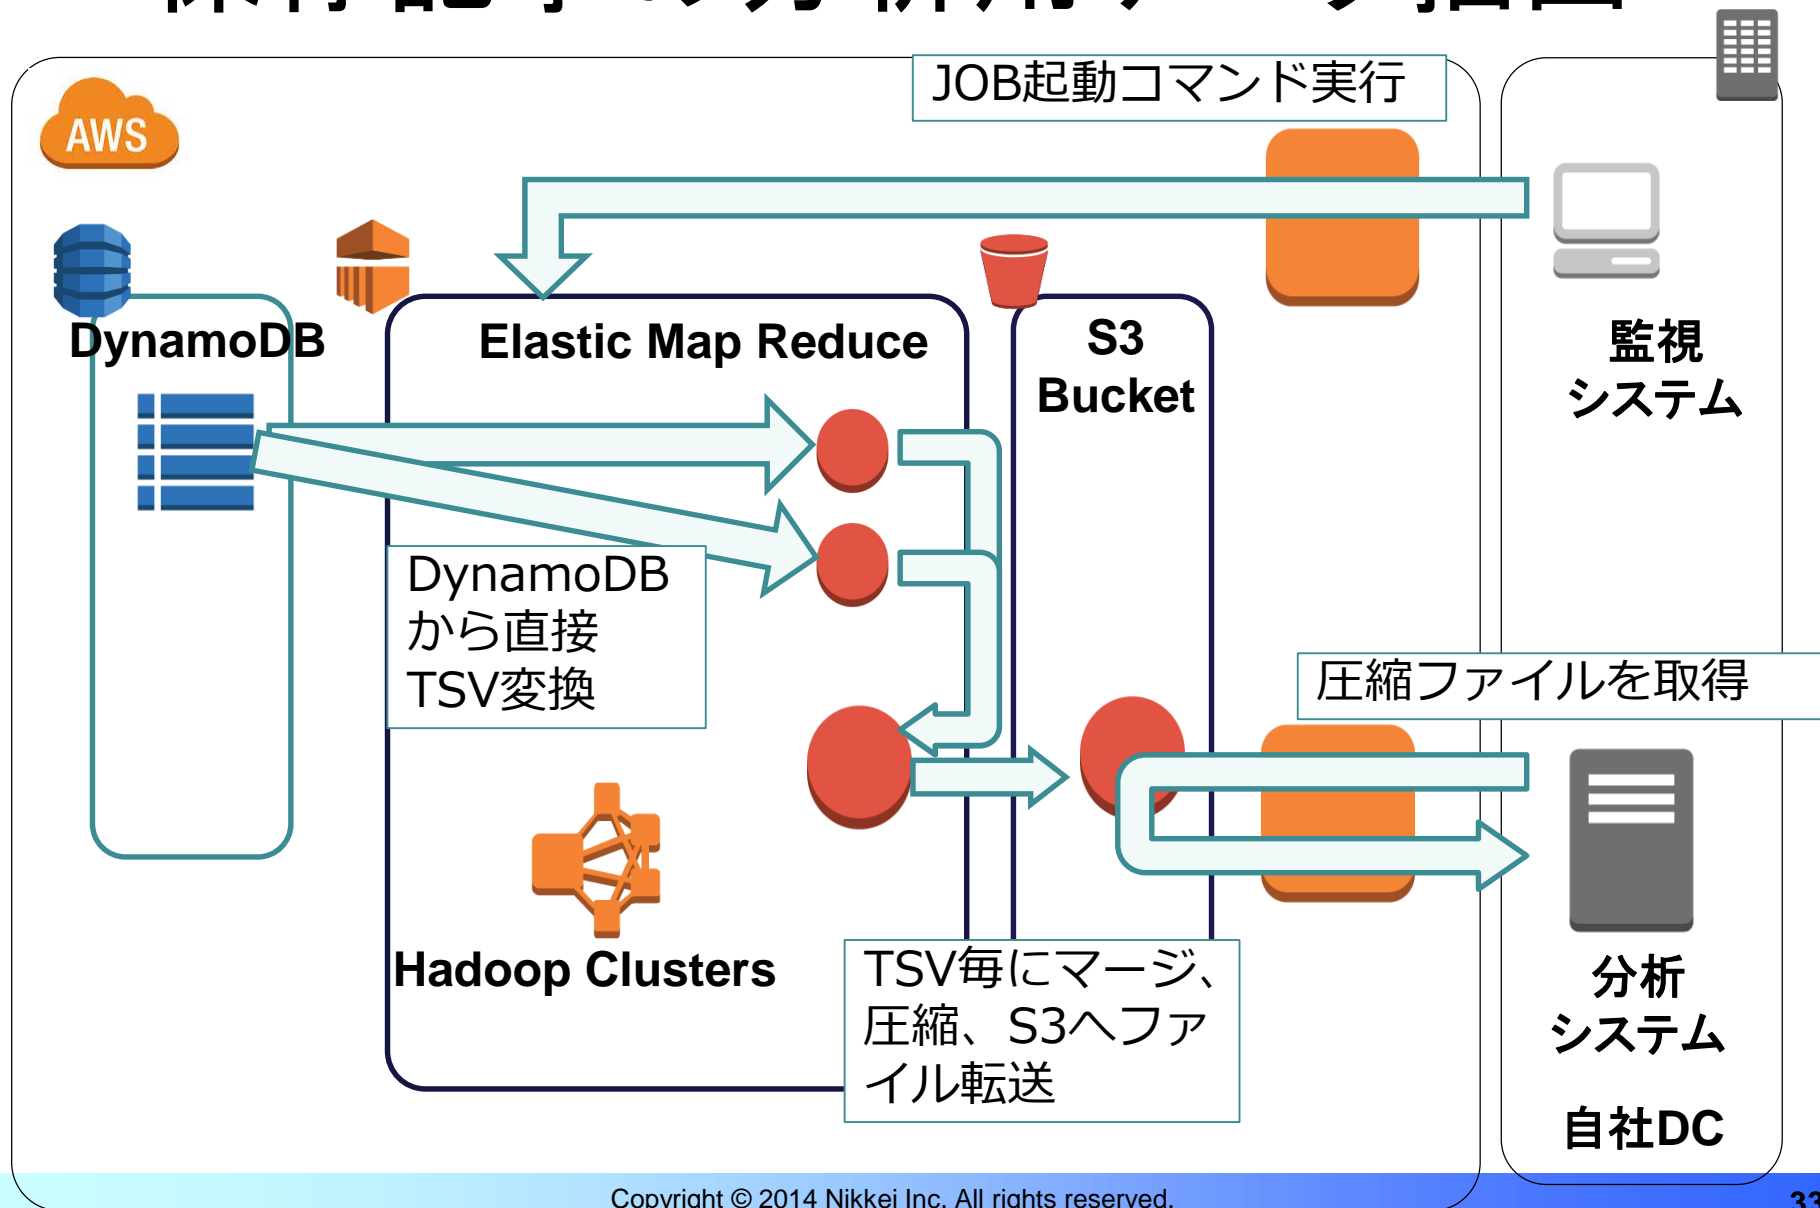 JOB起動コマンド実行
AWS
DynamoDB
Elastic Map Reduce
S3
Bucket
監視
システム
DynamoDB
から直接
TSV変換
圧縮ファイルを取得
Hadoop Clusters
TSV毎にマージ、
圧縮、S3へファ
イル転送
分析
システム
自社DC
Copyright © 2014 Nikkei Inc. All rights reserved.
33